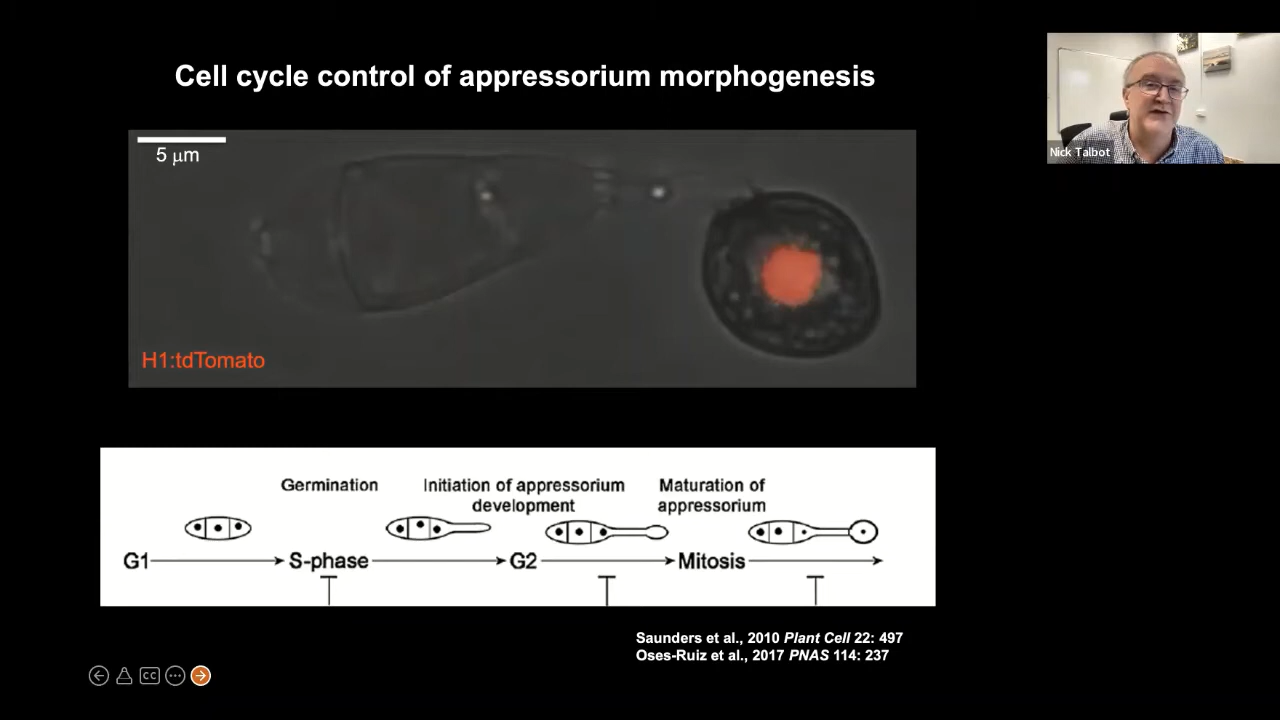 Cell cycle control of appressorium morphogenesis
5 μm
Nick Talbot
H1:tdTomato
Germination
Initiation of appressorium
development
Maturation of
appressorium
G1
S-phase
G2
Mitosis
Saunders et al., 2010 Plant Cell 22: 497
Oses-Ruiz et al., 2017 PNAS 114: 237
CC